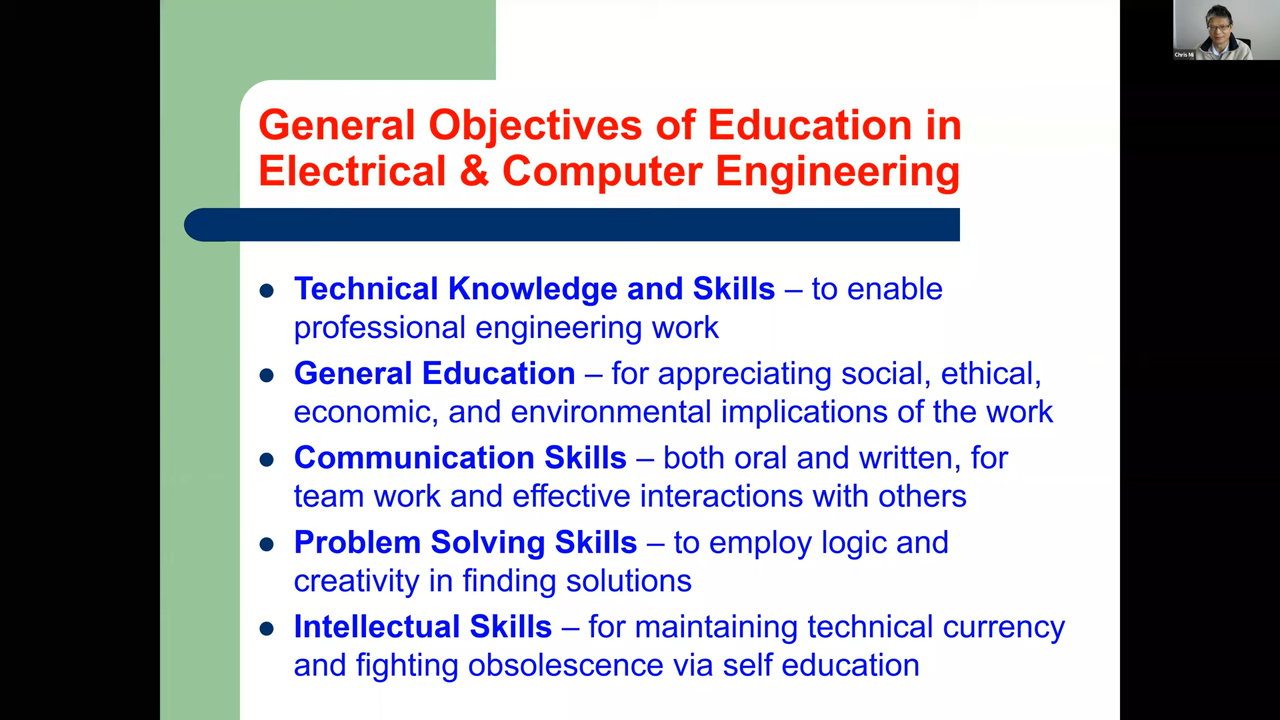 Chris Mi
General Objectives of Education in
Electrical & Computer Engineering
Technical Knowledge and Skills – to enable
professional engineering work
General Education – for appreciating social, ethical,
economic, and environmental implications of the work
Communication Skills – both oral and written, for
team work and effective interactions with others
Problem Solving Skills – to employ logic and
creativity in finding solutions
Intellectual Skills – for maintaining technical currency
and fighting obsolescence via self education